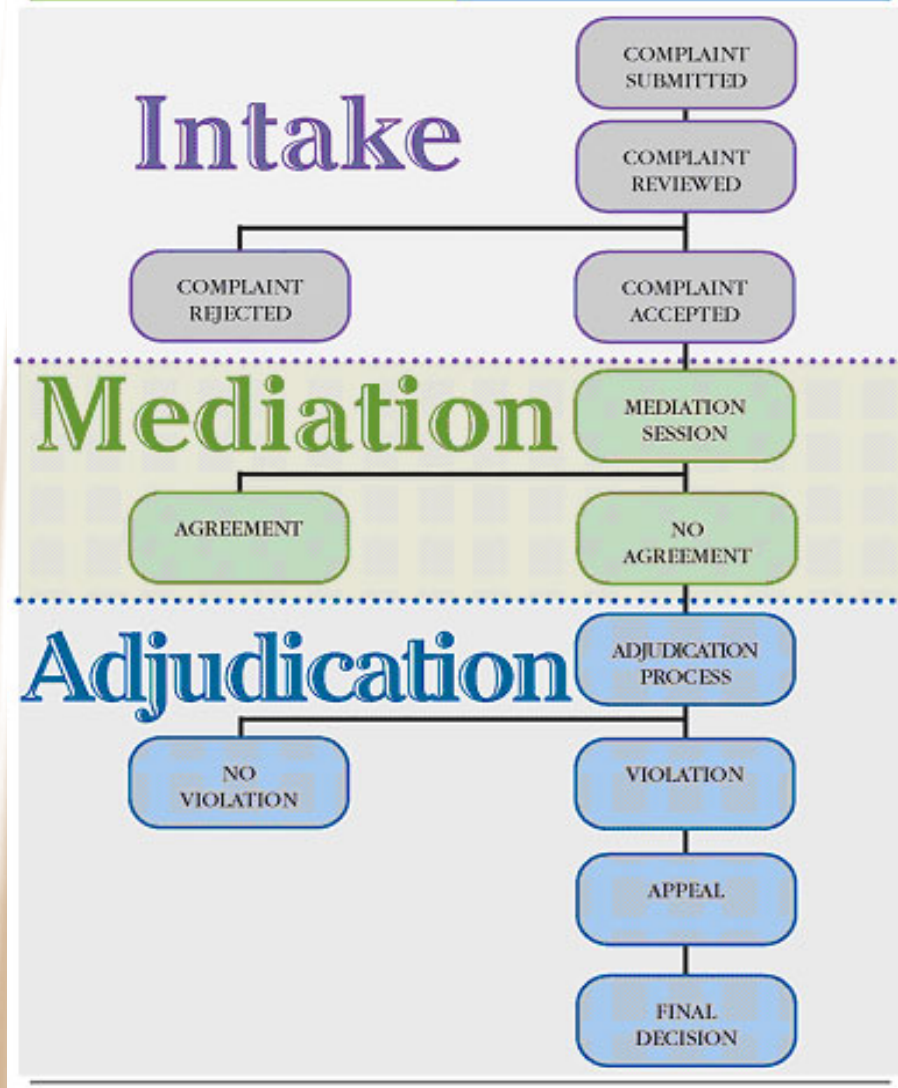 COMPLAINT
SUBMITTED
Intake
COMPLAINT
REVIEWED
COMPLAINT
REJECTED
COMPLAINT
ACCEPTED
Mediation
MEDIATION
SESSION
AGREEMENT
NO
AGREEMENT
Adjudication
ADJUDICATION
PROCESS
NO
VIOLATION
VIOLATION
APPEAL
FINAL
DECISION